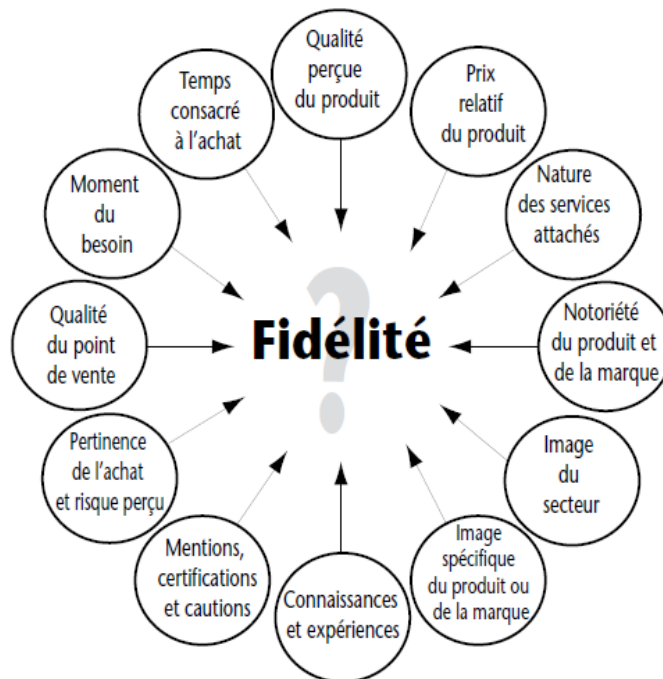 Qualité
perçue
du produit
Prix
relatif
du produit
Nature
des services
attachés
Notoriété
du produit et
de la marque
Image
du
secteur
Image
spécifique
du produit ou
de la marque
Connaissances
et expériences
Mentions,
certifications
et cautions
Pertinence
de l'achat
et risque perçu
Qualité
du point
de vente
Moment
du
besoin
Temps
consacré
à l'achat
?
Fidélité